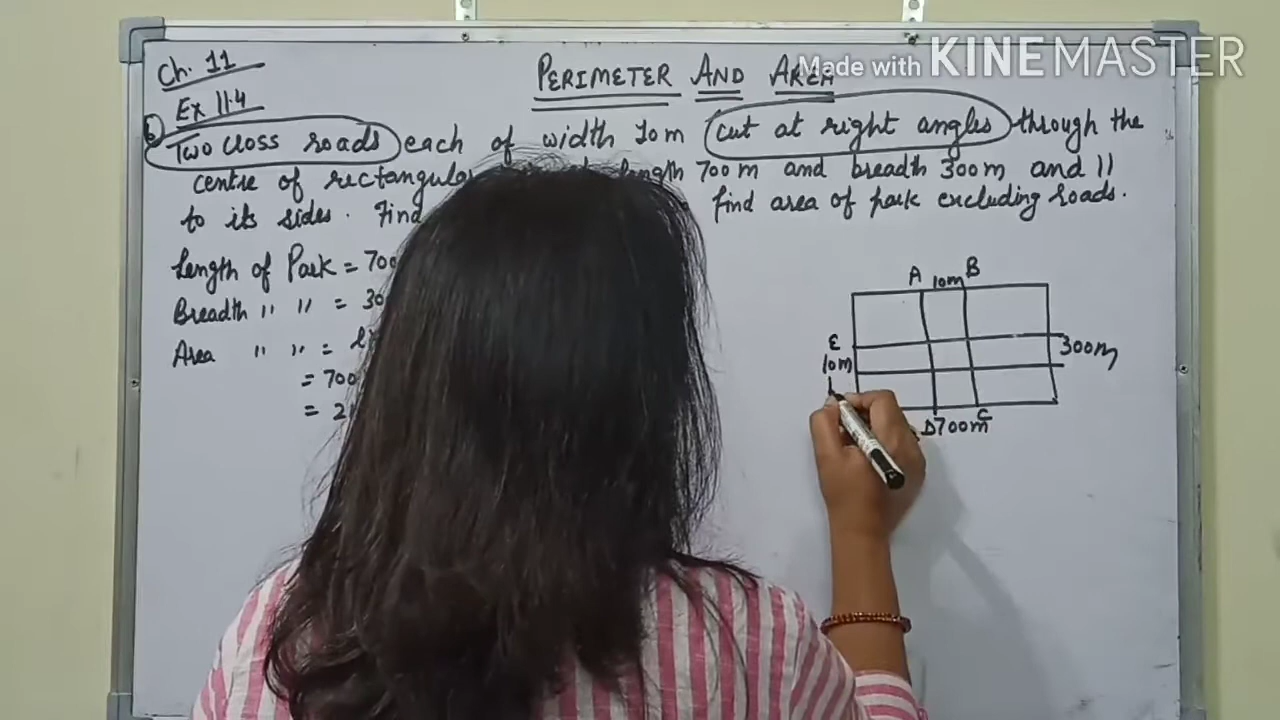 Made with KINEMASTER
Ch. 11
PERIMETER AND AREA
Ex 11.4
6
Two cross roads each of width 10m cut at right angles through the
centre of rectangular length 700m and breadth 300m and 11
to its sides. Find find area of park excluding roads.
Length of Park = 700
Breadth " " = 30
Area " " =
= 700
= 2
A 10m B
E
10m
300m
D 700m C